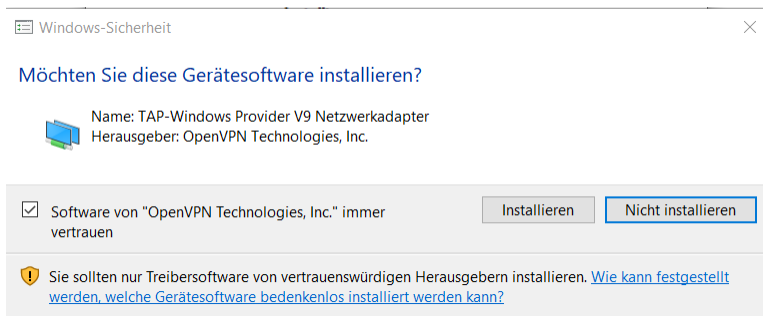 Windows-Sicherheit
Möchten Sie diese Gerätesoftware installieren?
Name: TAP-Windows Provider V9 Netzwerkadapter
Herausgeber: OpenVPN Technologies, Inc.
Software von "OpenVPN Technologies, Inc." immer
vertrauen
Installieren
Nicht installieren
Sie sollten nur Treibersoftware von vertrauenswürdigen Herausgebern installieren. Wie kann festgestellt
werden, welche Gerätesoftware bedenkenlos installiert werden kann?